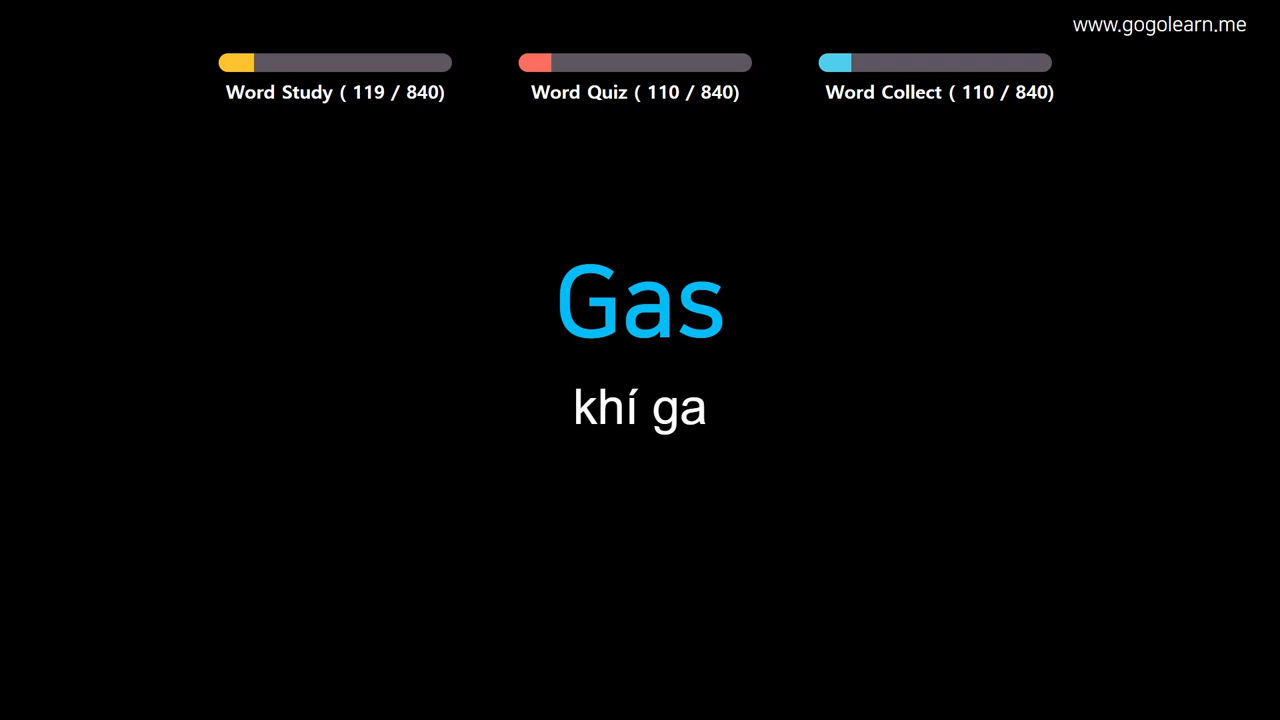 www.gogolearn.me
Word Study ( 119 / 840)
Word Quiz ( 110 / 840)
Word Collect ( 110 / 840)
Gas
khí ga